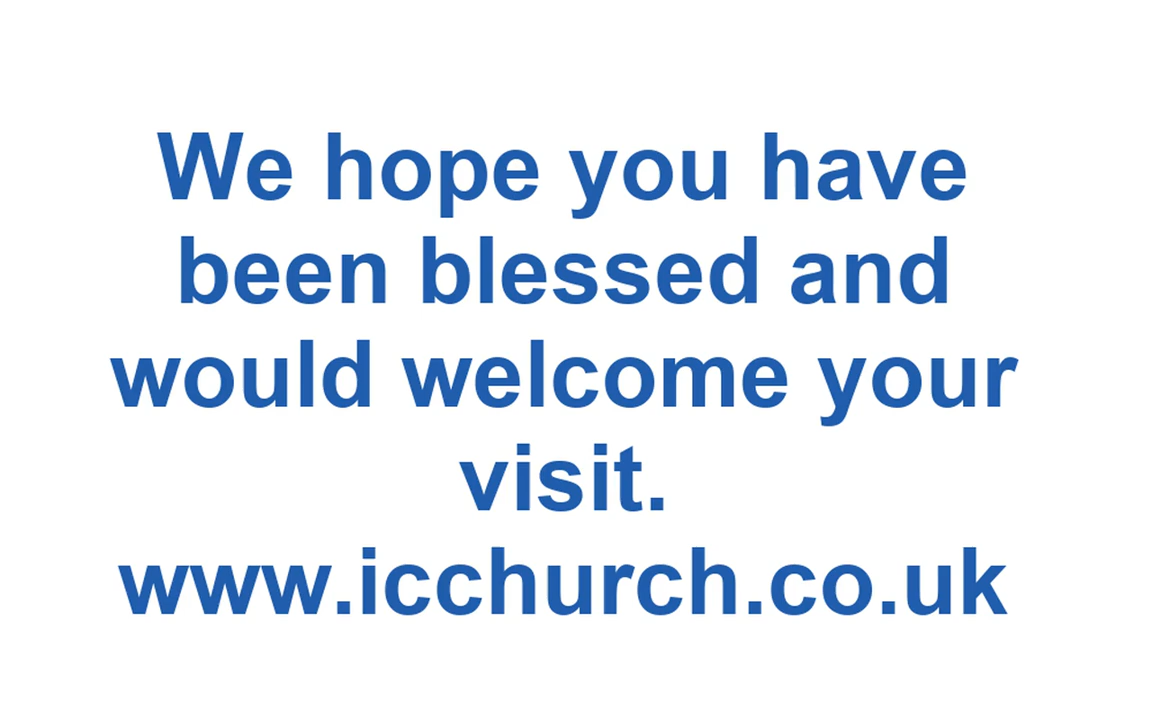 We hope you have
been blessed and
would welcome your
visit.
www.icchurch.co.uk